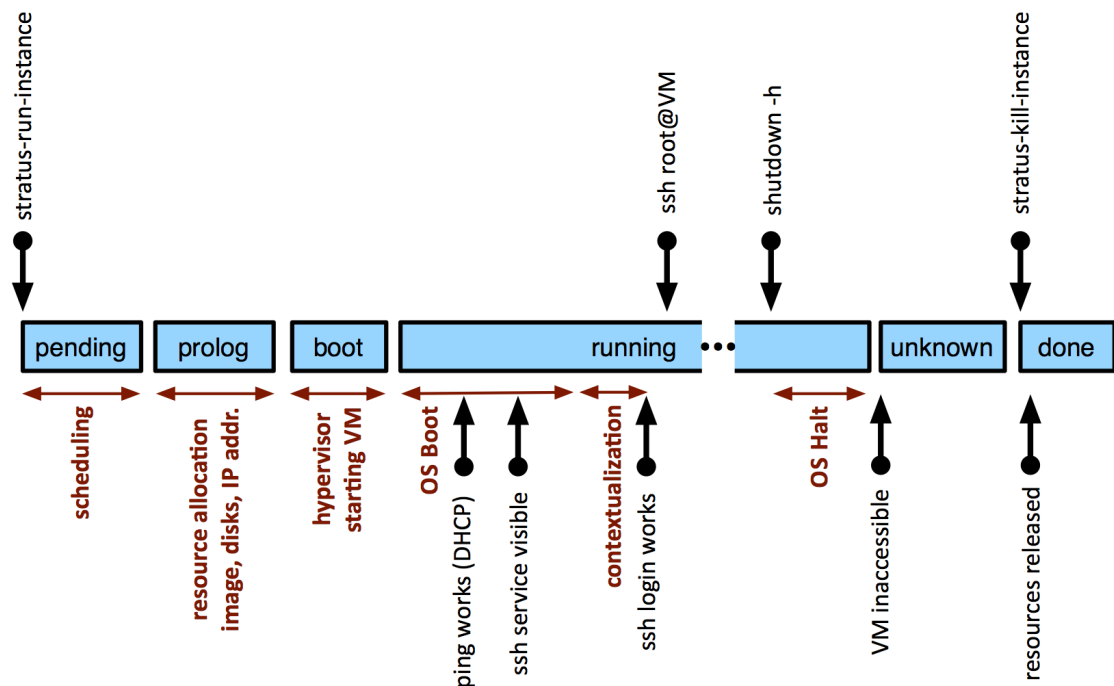 stratus-run-instance
ssh root@VM
shutdown -h
stratus-kill-instance
pending
prolog
boot
running
unknown
done
scheduling
resource allocation
image, disks, IP addr.
hypervisor
starting VM
OS Boot
ping works (DHCP)
ssh service visible
contextualization
ssh login works
OS Halt
VM inaccessible
resources released